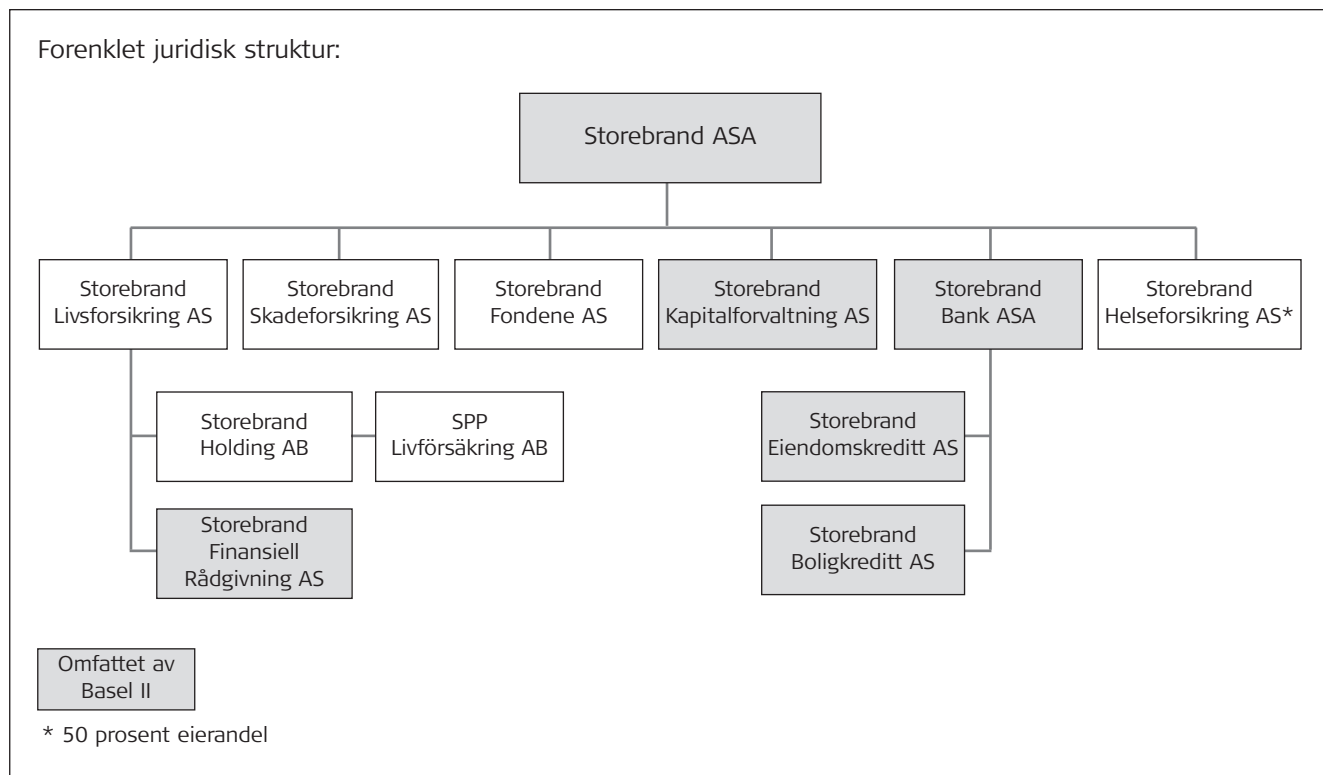 Forenklet juridisk struktur:
Storebrand ASA
Storebrand
Livsforsikring AS
Storebrand
Skadeforsikring AS
Storebrand
Fondene AS
Storebrand
Kapitalforvaltning AS
Storebrand
Bank ASA
Storebrand
Helseforsikring AS*
Storebrand
Holding AB
SPP
Livförsäkring AB
Storebrand
Eiendomskreditt AS
Storebrand
Finansiell
Rådgivning AS
Storebrand
Boligkreditt AS
Omfattet av
Basel II
* 50 prosent eierandel